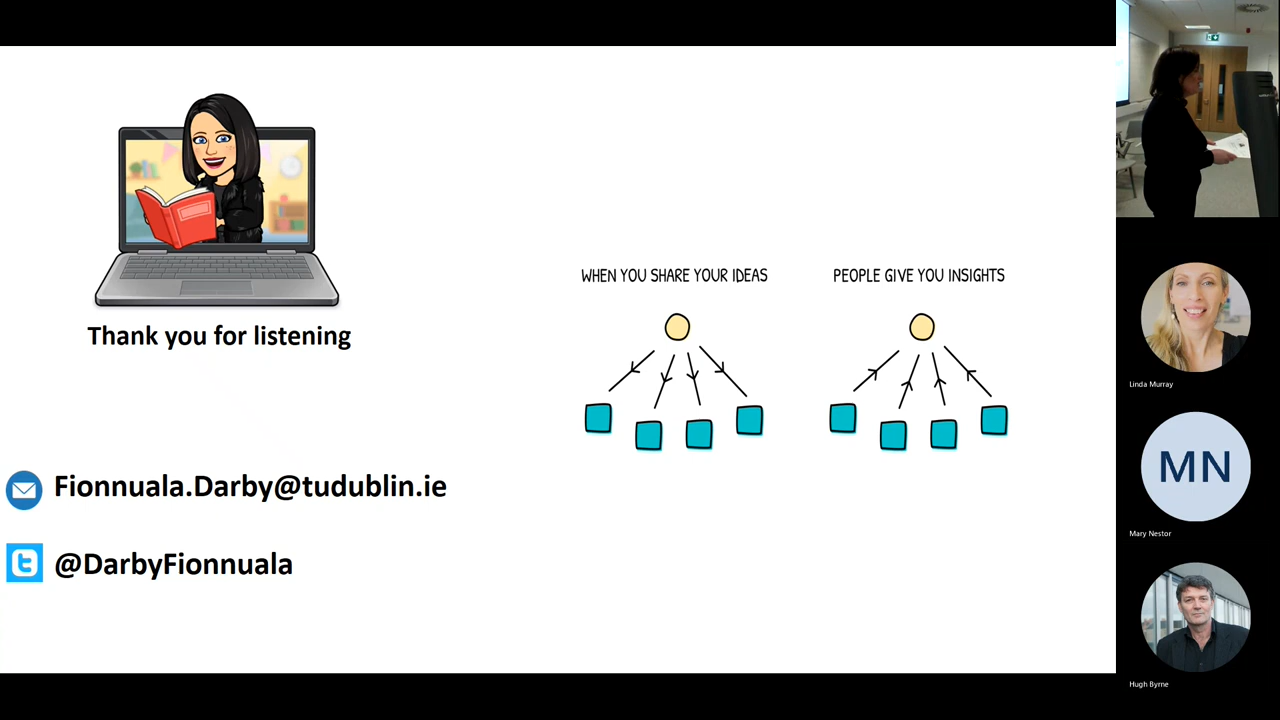 Thank you for listening
Fionnuala.Darby@tudublin.ie
@DarbyFionnuala
WHEN YOU SHARE YOUR IDEAS
PEOPLE GIVE YOU INSIGHTS
Linda Murray
MN
Mary Nestor
Hugh Byrne